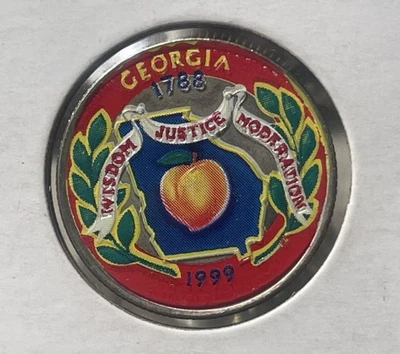 GEORGIA
1788
WISDOM JUSTICE MODERATION
1999